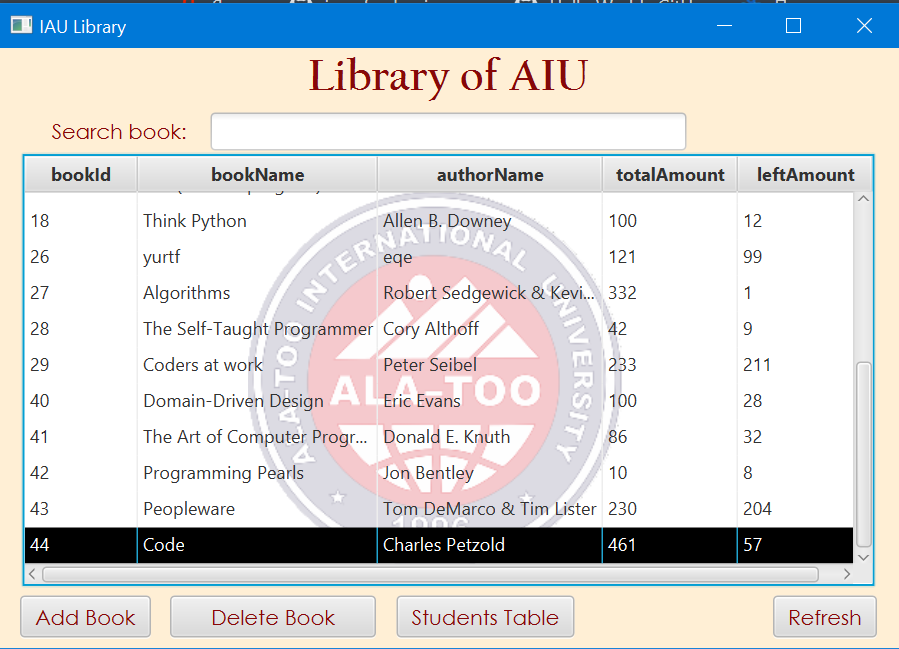 IAU Library
Library of AIU
Search book:
bookId bookName authorName totalAmount leftAmount
18 Think Python Allen B. Downey 100 12
26 yurtf eqe 121 99
27 Algorithms Robert Sedgewick & Kevi... 332 1
28 The Self-Taught Programmer Cory Althoff 42 9
29 Coders at work Peter Seibel 233 211
40 Domain-Driven Design Eric Evans 100 28
41 The Art of Computer Progr... Donald E. Knuth 86 32
42 Programming Pearls Jon Bentley 10 8
43 Peopleware Tom DeMarco & Tim Lister 230 204
44 Code Charles Petzold 461 57
ALA-TOO INTERNATIONAL UNIVERSITY
ALA-TOO
1996
Add Book Delete Book Students Table Refresh